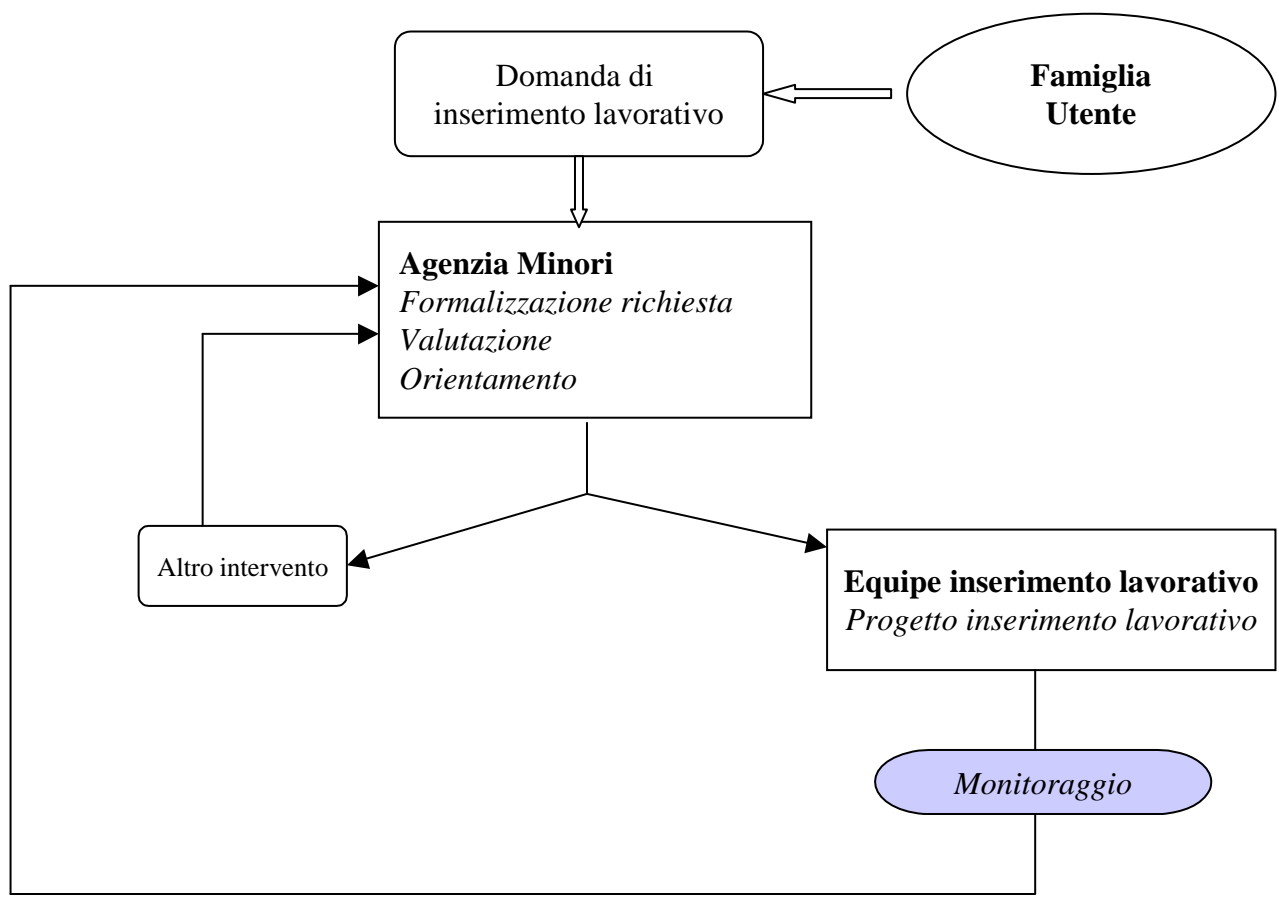 Domanda di
inserimento lavorativo
Famiglia
Utente
Agenzia Minori
Formalizzazione richiesta
Valutazione
Orientamento
Altro intervento
Equipe inserimento lavorativo
Progetto inserimento lavorativo
Monitoraggio